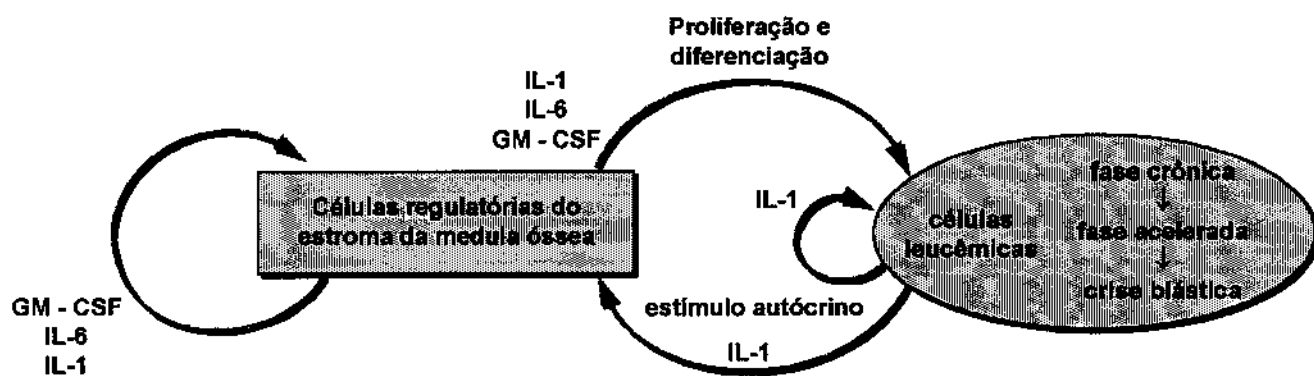 Proliferação e
diferenciação
IL-1
IL-6
GM - CSF
Células regulatórias do
estroma da medula óssea
GM - CSF
IL-6
IL-1
IL-1
células
leucêmicas
fase crônica
fase acelerada
crise blástica
estímulo autócrino
IL-1